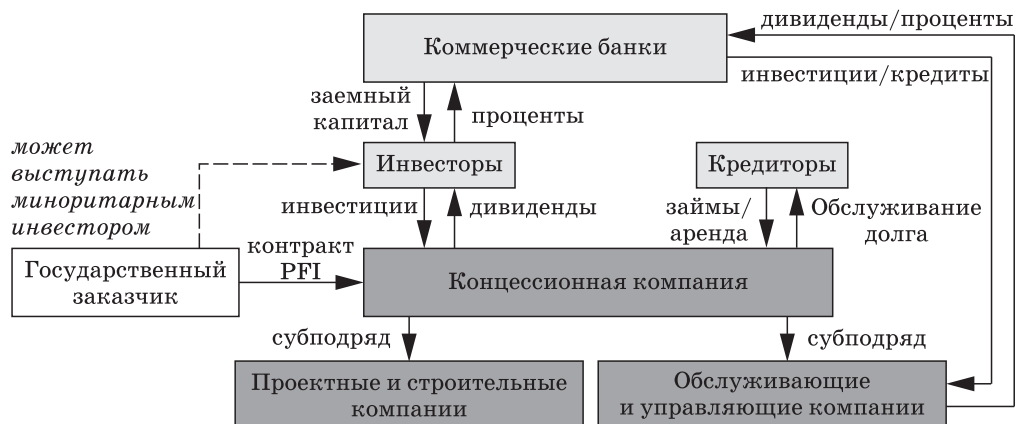 дивиденды/проценты
Коммерческие банки
инвестиции/кредиты
заемный
капитал
проценты
может
выступать
миноритарным
инвестором
Инвесторы
Кредиторы
инвестиции
дивиденды
займы/
аренда
Обслуживание
долга
контракт
PFI
Государственный
заказчик
Концессионная компания
субподряд
субподряд
Проектные и строительные
компании
Обслуживающие
и управляющие компании